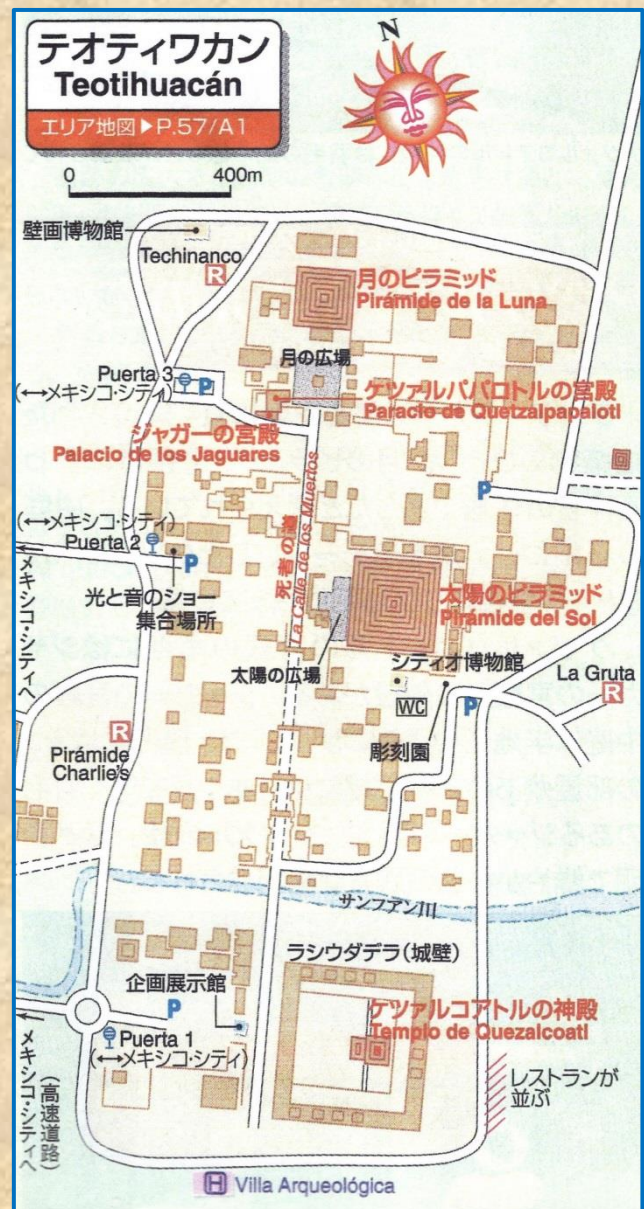 テオティワカン
Teotihuacán
エリア地図▶P.57/A1
N
0 400m
壁画博物館
Techinanco
R
月のピラミッド
Pirámide de la Luna
月の広場
Puerta 3
P
(↔メキシコ・シティ)
ケツァルパパロトルの宮殿
Paracio de Quetzalpapalotl
ジャガーの宮殿
Palacio de los Jaguares
死者の道
La Calle de los Muertos
P
(↔メキシコ・シティ)
Puerta 2
P
メキシコ・シティへ
光と音のショー
集合場所
太陽のピラミッド
Pirámide del Sol
太陽の広場
シティオ博物館
WC
P
La Gruta
R
彫刻園
R
Pirámide
Charlie's
サンファン川
ラシウダデラ(城壁)
企画展示館
P
ケツァルコアトルの神殿
Templo de Quezalcoatl
Puerta 1
(↔メキシコ・シティ)
メキシコ・シティへ
(高速道路)
レストランが
並ぶ
H Villa Arqueológica